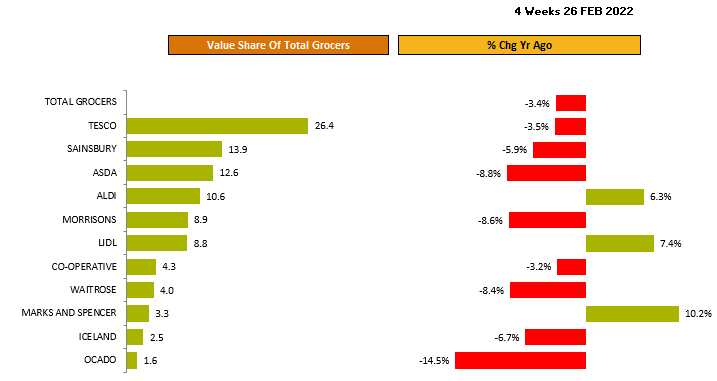 4 Weeks 26 FEB 2022
Value Share Of Total Grocers % Chg Yr Ago
TOTAL GROCERS -3.4%
TESCO 26.4 -3.5%
SAINSBURY 13.9 -5.9%
ASDA 12.6 -8.8%
ALDI 10.6 6.3%
MORRISONS 8.9 -8.6%
LIDL 8.8 7.4%
CO-OPERATIVE 4.3 -3.2%
WAITROSE 4.0 -8.4%
MARKS AND SPENCER 3.3 10.2%
ICELAND 2.5 -6.7%
OCADO 1.6 -14.5%